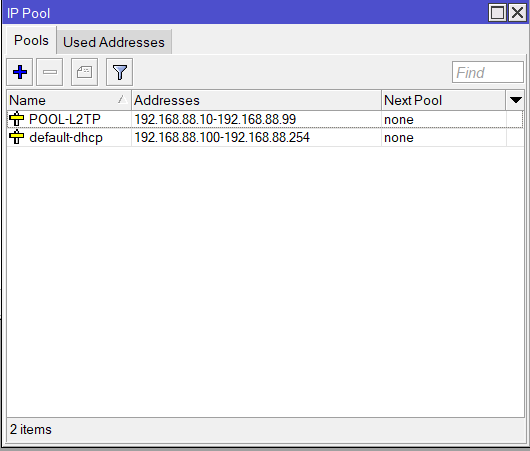 IP Pool
Pools Used Addresses
Find
Name Addresses Next Pool
POOL-L2TP 192.168.88.10-192.168.88.99 none
default-dhcp 192.168.88.100-192.168.88.254 none
2 items